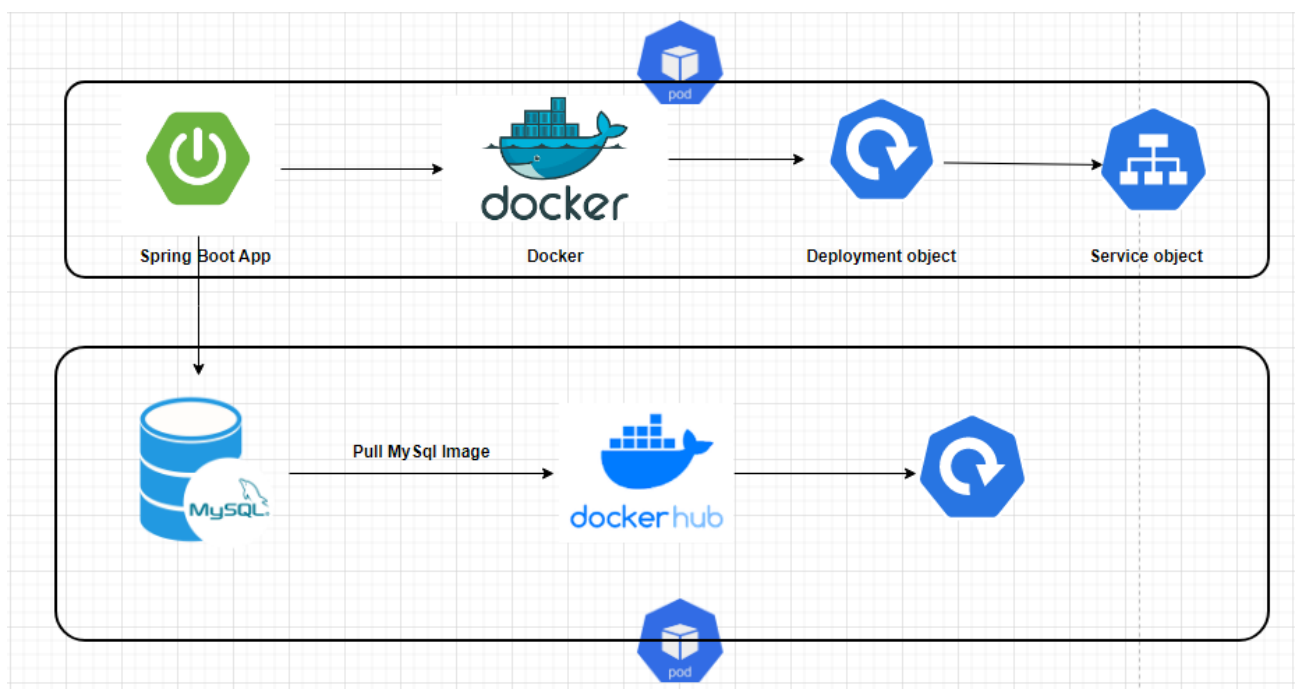 pod
docker
Spring Boot App
Docker
Deployment object
Service object
Pull MySql Image
MySQL
docker hub
pod